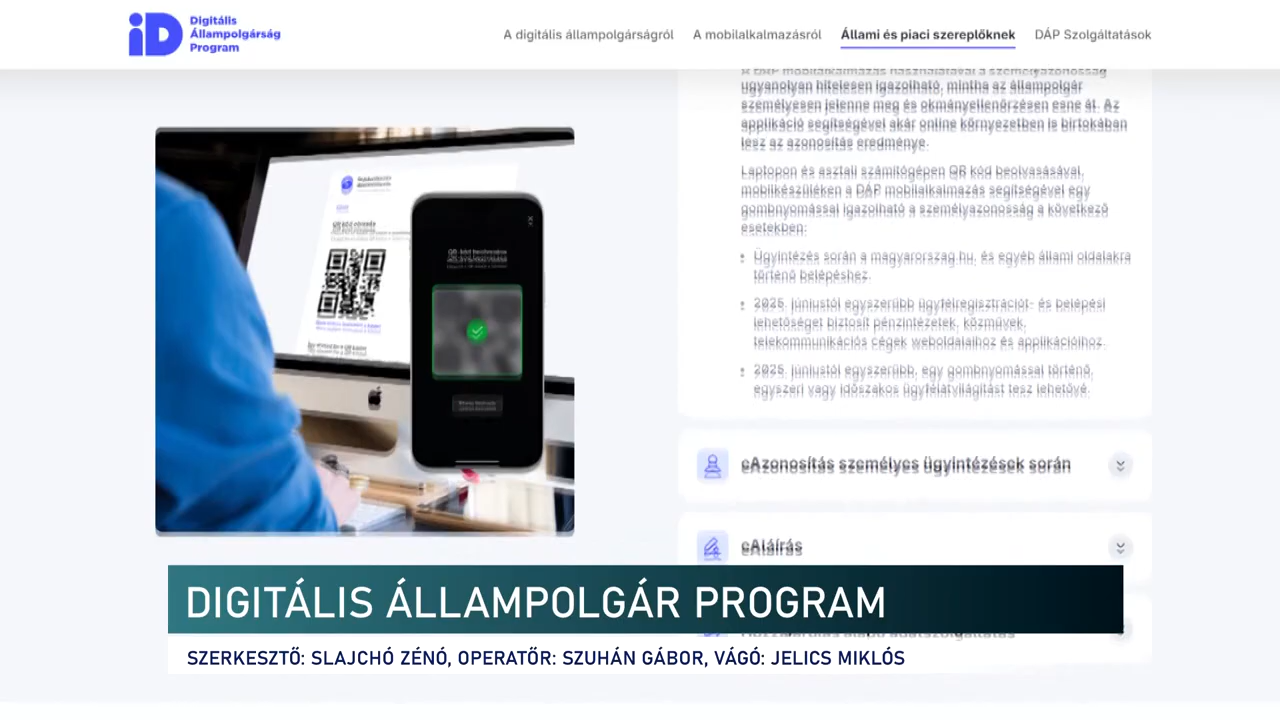 Digitális
Állampolgárság
Program
A digitális állampolgárságról
A mobilalkalmazásról
Állami és piaci szereplőknek
DÁP Szolgáltatások
A DÁP mobilalkalmazás használatával a személyazonosság
ugyanolyan hitelesen igazolható, mintha az állampolgár
személyesen jelenne meg és okmányellenőrzésen esne át. Az
applikáció segítségével akár online környezetben is birtokában
lesz az azonosítás eredménye.
Laptopon és asztali számítógépen QR kód beolvasásával,
mobilkészüléken a DÁP mobilalkalmazás segítségével egy
gombnyomással igazolható a személyazonosság a következő
esetekben:
Ügyintézés során a magyarorszag.hu, és egyéb állami oldalakra
történő belépéshez.
2025. júniustól egyszerűbb ügyfélregisztrációt- és belépési
lehetőséget biztosít pénzintézetek, közművek,
telekommunikációs cégek weboldalaihoz és applikációihoz.
2025. júniustól egyszerűbb, egy gombnyomással történő,
egyszeri vagy időszakos ügyfélátvilágítást tesz lehetővé.
eAzonosítás személyes ügyintézések során
eAláírás
DIGITÁLIS ÁLLAMPOLGÁR PROGRAM
SZERKESZTŐ: SLAJCHÓ ZÉNÓ, OPERATŐR: SZUHÁN GÁBOR, VÁGÓ: JELICS MIKLÓS